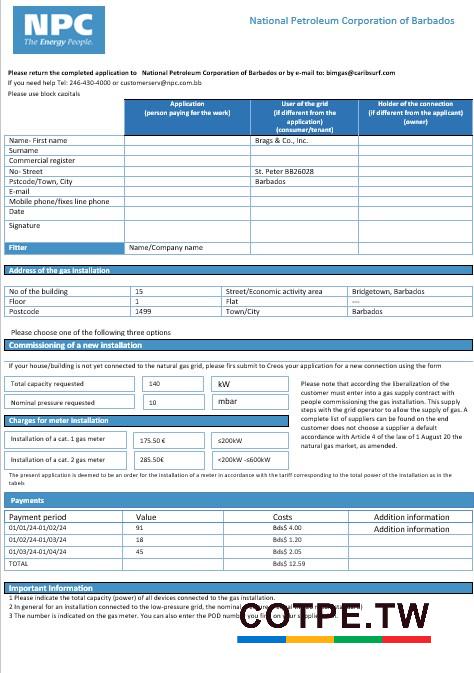 NPC
The Energy People.
National Petroleum Corporation of Barbados
Please return the completed application to National Petroleum Corporation of Barbados or by e-mail to: bimgas@caribsurf.com
If you need help Tel: 246-430-4000 or customerserv@npc.com.bb
Please use block capitals
Application (person paying for the work) User of the grid (if different from the application) (consumer/tenant) Holder of the connection (if different from the applicant) (owner)
Name- First name Brags & Co., Inc.
Surname
Commercial register
No- Street St. Peter BB26028
Pstcode/Town, City Barbados
E-mail
Mobile phone/fixes line phone
Date
Signature
Fitter Name/Company name
Address of the gas installation
No of the building 15 Street/Economic activity area Bridgetown, Barbados
Floor 1 Flat ---
Postcode 1499 Town/City Barbados
Please choose one of the following three options
Commissioning of a new installation
If your house/building is not yet connected to the natural gas grid, please firs submit to Creos your application for a new connection using the form
Total capacity requested 140 kW
Nominal pressure requested 10 mbar
Please note that according the liberalization of the
customer must enter into a gas supply contract with
people commissioning the gas installation. This supply
steps with the grid operator to allow the supply of gas. A
complete list of suppliers can be found on the end
customer does not choose a supplier a default
accordance with Article 4 of the law of 1 August 20 the
natural gas market, as amended.
Charges for meter installation
Installation of a cat. 1 gas meter 175.50 € ≤200kW
Installation of a cat. 2 gas meter 285.50€ <200kW -≤600kW
The present application is deemed to be an order for the installation of a meter in accordance with the tariff corresponding to the total power of the installation as in the
tabels
Payments
Payment period Value Costs Addition information
01/01/24-01/02/24 91 Bds$ 4.00 Addition information
01/02/24-01/03/24 18 Bds$ 1.20
01/03/24-01/04/24 45 Bds$ 2.05
TOTAL Bds$ 12.59
Important Information
1 Please indicate the total capacity (power) of all devices connected to the gas installation.
2 In general for an installation connected to the low-pressure grid, the nominal
3 The number is indicated on the gas meter. You can also enter the POD number you find on your
COTPE.TW